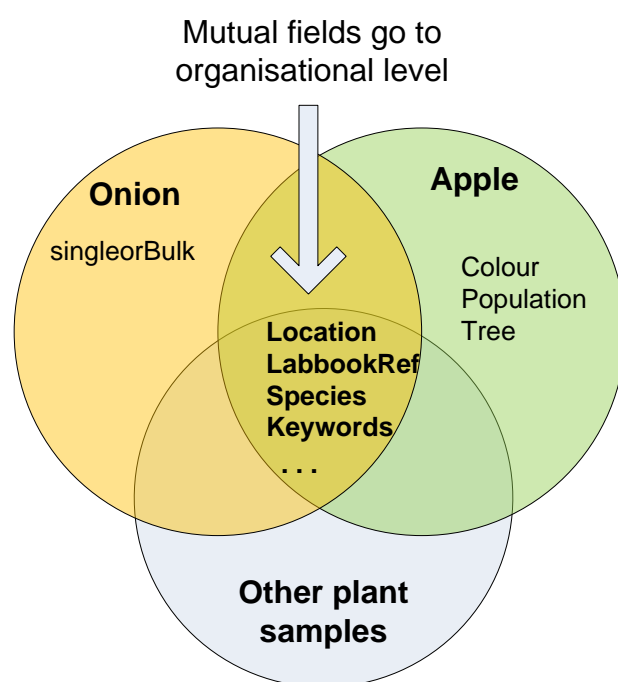 Mutual fields go to
organisational level
Onion
singleorBulk
Apple
Colour
Population
Tree
Location
LabbookRef
Species
Keywords
. . .
Other plant
samples